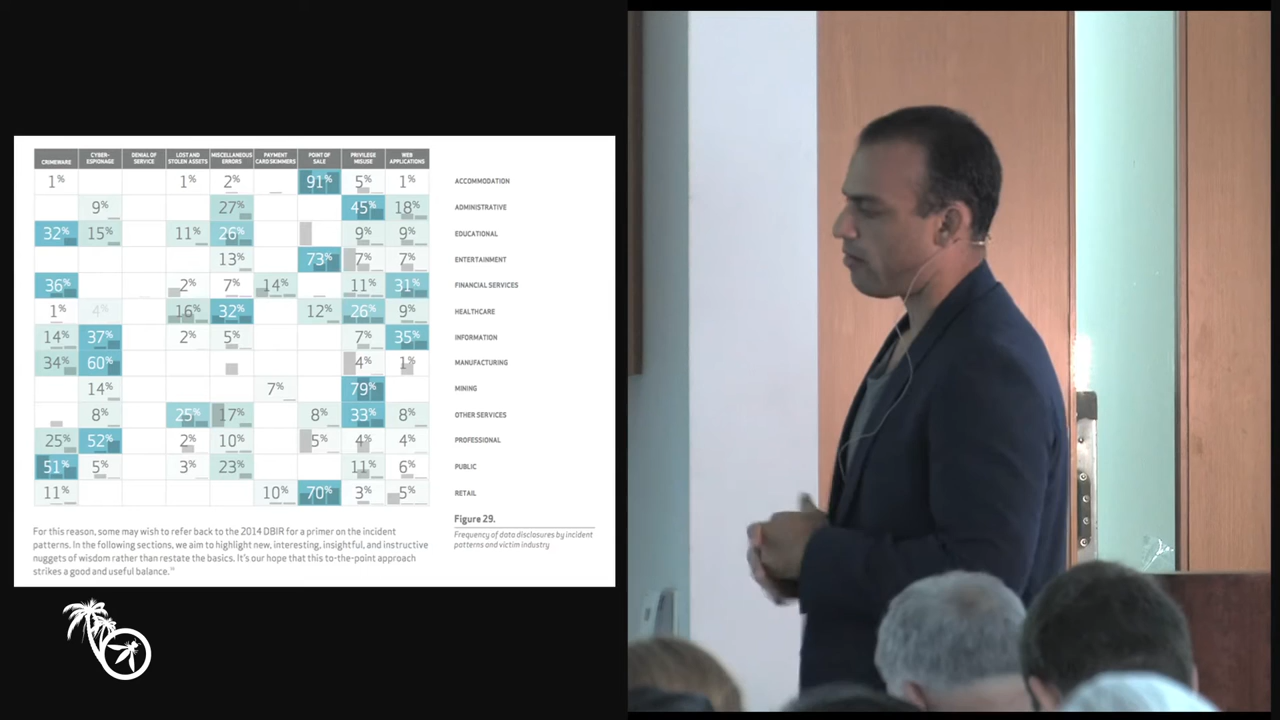 CRIMEWARE CYBER-ESPIONAGE DENIAL OF SERVICE LOST AND STOLEN ASSETS MISCELLANEOUS ERRORS PAYMENT CARD SKIMMERS POINT OF SALE PRIVILEGE MISUSE WEB APPLICATIONS
1% 1% 2% 91% 5% 1% ACCOMMODATION
9% 27% 45% 18% ADMINISTRATIVE
32% 15% 11% 26% 9% 9% EDUCATIONAL
13% 73% 7% 7% ENTERTAINMENT
36% 2% 7% 14% 11% 31% FINANCIAL SERVICES
1% 4% 16% 32% 12% 26% 9% HEALTHCARE
14% 37% 2% 5% 7% 35% INFORMATION
34% 60% 4% 1% MANUFACTURING
14% 7% 79% MINING
8% 25% 17% 8% 33% 8% OTHER SERVICES
25% 52% 2% 10% 5% 4% 4% PROFESSIONAL
51% 5% 3% 23% 11% 6% PUBLIC
11% 10% 70% 3% 5% RETAIL
Figure 29.
Frequency of data disclosures by incident
patterns and victim industry
For this reason, some may wish to refer back to the 2014 DBIR for a primer on the incident
patterns. In the following sections, we aim to highlight new, interesting, insightful, and instructive
nuggets of wisdom rather than restate the basics. It's our hope that this to-the-point approach
strikes a good and useful balance.